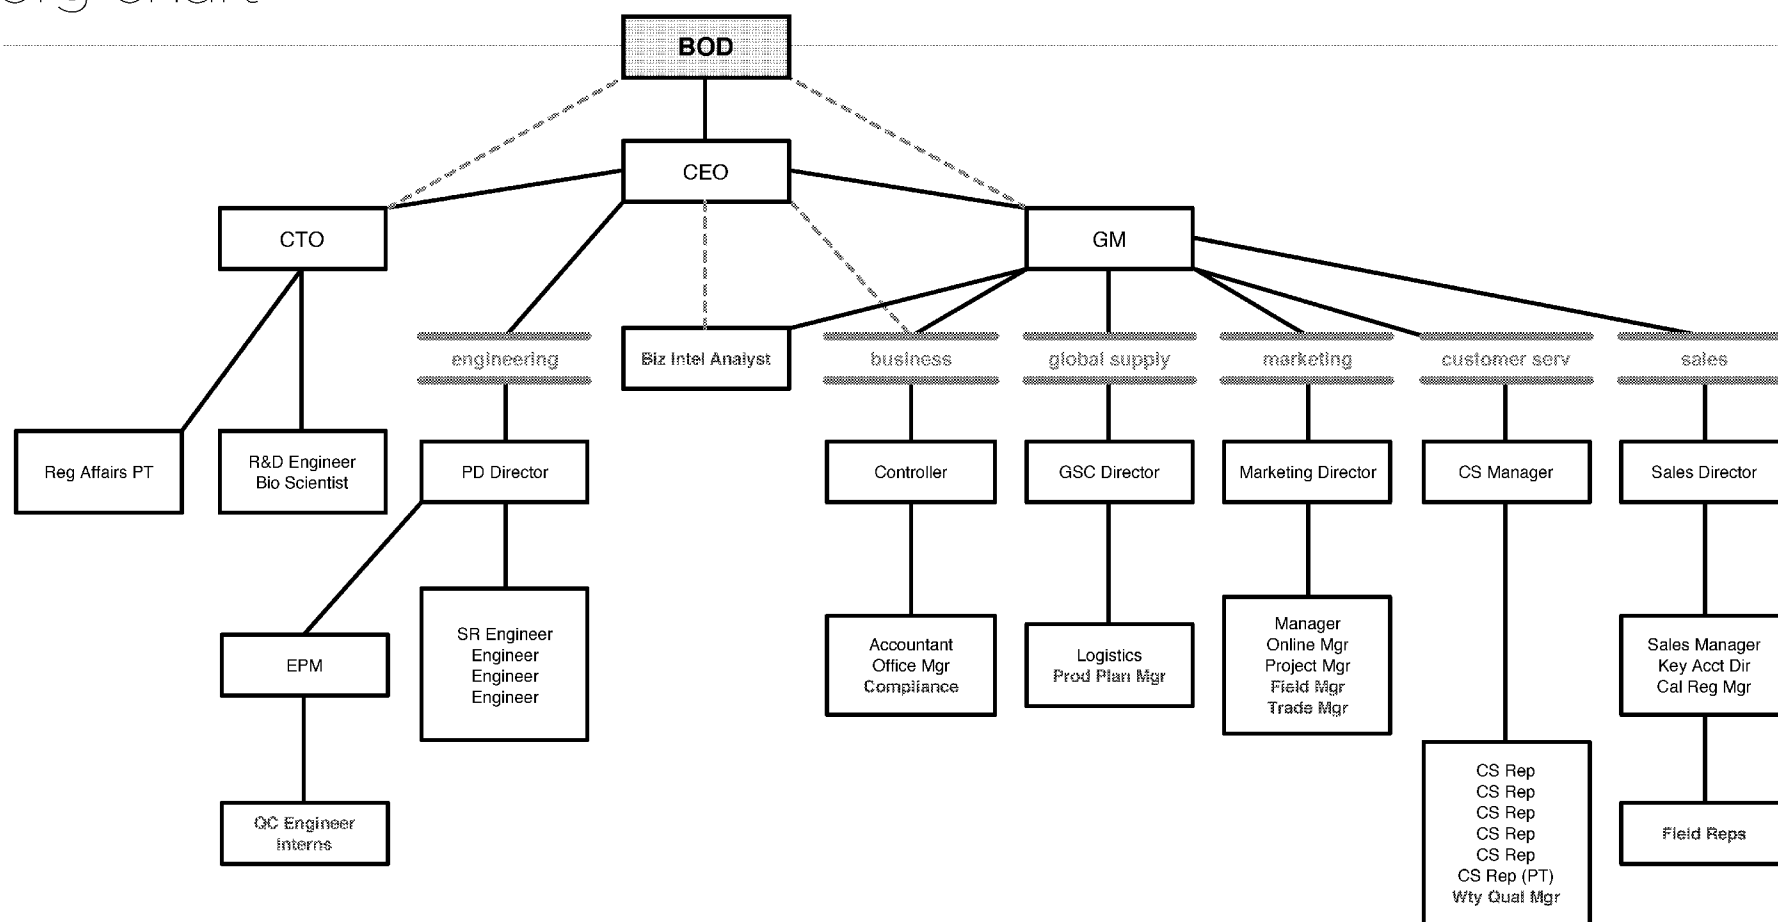 org chart
BOD
CEO
CTO
GM
engineering
Biz Intel Analyst
business
global supply
marketing
customer serv
sales
Reg Affairs PT
R&D Engineer
Bio Scientist
PD Director
Controller
GSC Director
Marketing Director
CS Manager
Sales Director
EPM
SR Engineer
Engineer
Engineer
Engineer
Accountant
Office Mgr
Compliance
Logistics
Prod Plan Mgr
Manager
Online Mgr
Project Mgr
Field Mgr
Trade Mgr
Sales Manager
Key Acct Dir
Cal Reg Mgr
QC Engineer
Interns
CS Rep
CS Rep
CS Rep
CS Rep
CS Rep
CS Rep (PT)
Wty Qual Mgr
Field Reps